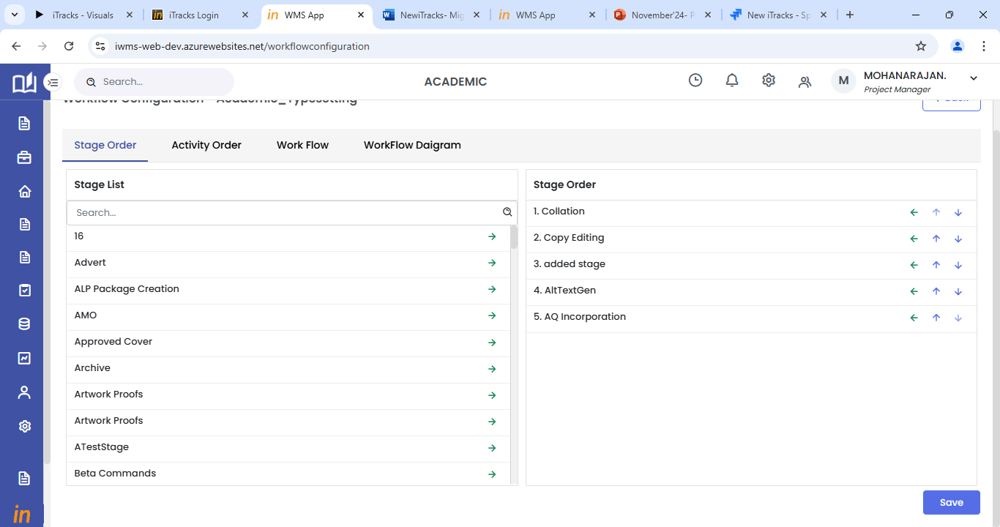 iTracks - Visuals
iTracks Login
WMS App
NewiTracks- Mig
WMS App
November'24- P
New iTracks - Sp
iwms-web-dev.azurewebsites.net/workflowconfiguration
Search...
ACADEMIC
M
MOHANARAJAN.
Project Manager
Workflow Configuration - Academic_Typesetting
Back
Stage Order
Activity Order
Work Flow
WorkFlow Daigram
Stage List
Search...
16
Advert
ALP Package Creation
AMO
Approved Cover
Archive
Artwork Proofs
Artwork Proofs
ATestStage
Beta Commands
Stage Order
1. Collation
2. Copy Editing
3. added stage
4. AltTextGen
5. AQ Incorporation
Save
in